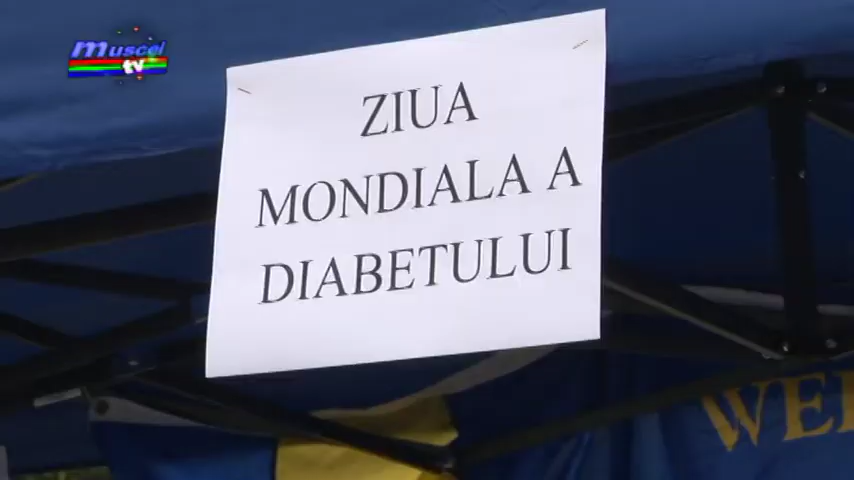 Muscel
tv
ZIUA
MONDIALA A
DIABETULUI